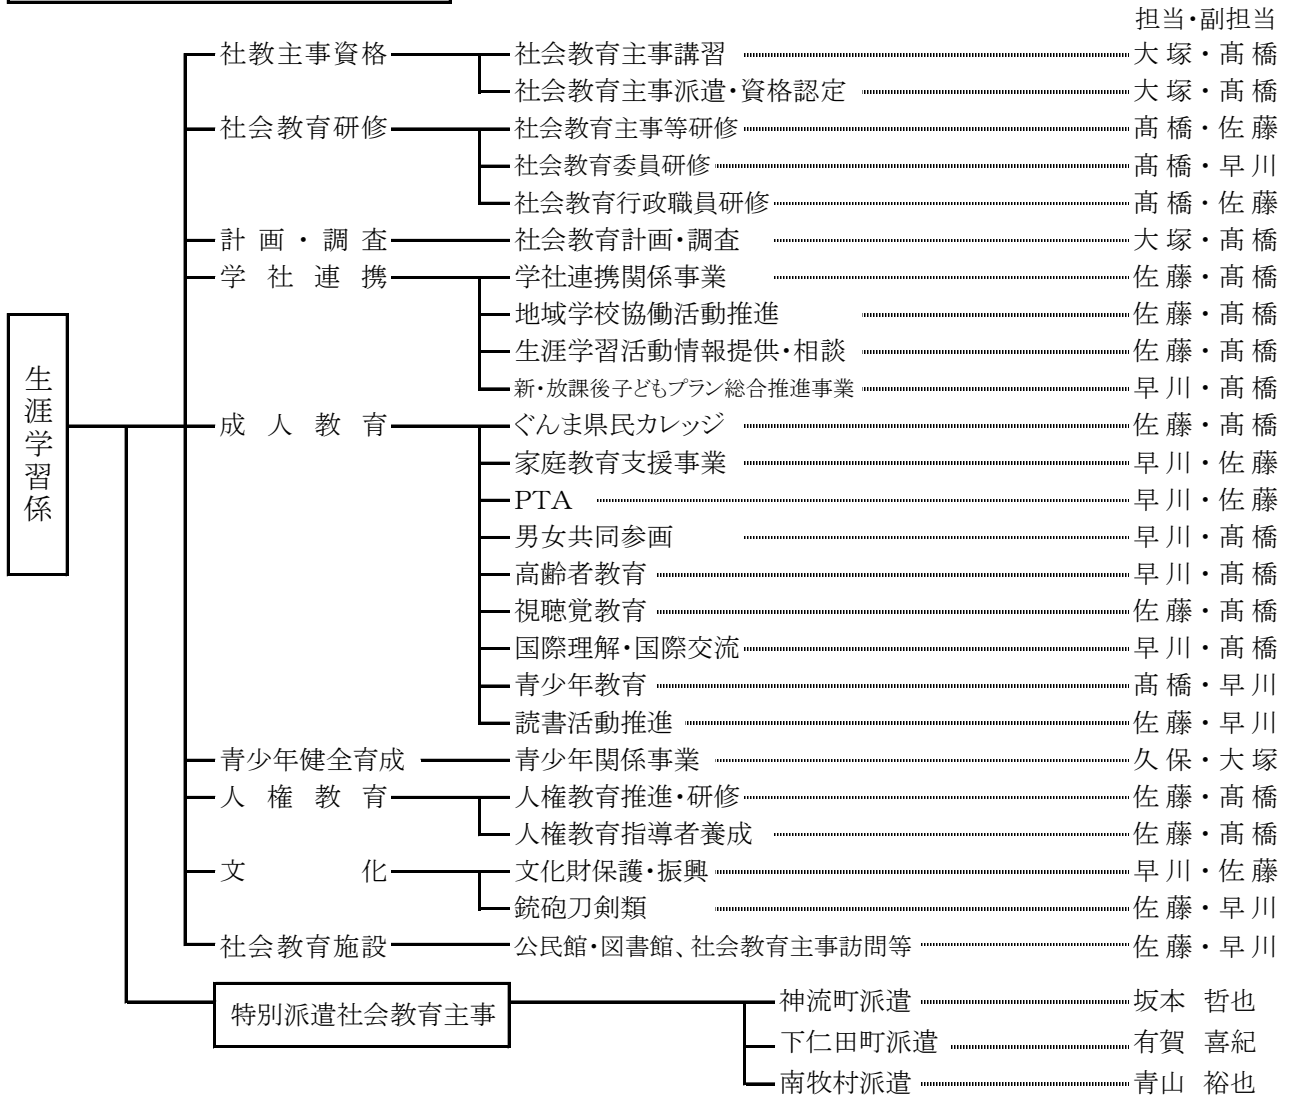 担当・副担当
社教主事資格 社会教育主事講習 大塚・髙橋
社会教育主事派遣・資格認定 大塚・髙橋
社会教育研修 社会教育主事等研修 髙橋・佐藤
社会教育委員研修 髙橋・早川
社会教育行政職員研修 髙橋・佐藤
計画・調査 社会教育計画・調査 大塚・髙橋
学社連携 学社連携関係事業 佐藤・髙橋
地域学校協働活動推進 佐藤・髙橋
生涯学習活動情報提供・相談 佐藤・髙橋
新・放課後子どもプラン総合推進事業 早川・髙橋
生涯学習係
成人教育 ぐんま県民カレッジ 佐藤・髙橋
家庭教育支援事業 早川・佐藤
PTA 早川・佐藤
男女共同参画 早川・髙橋
高齢者教育 早川・髙橋
視聴覚教育 佐藤・髙橋
国際理解・国際交流 早川・髙橋
青少年教育 髙橋・早川
読書活動推進 佐藤・早川
青少年健全育成 青少年関係事業 久保・大塚
人権教育 人権教育推進・研修 佐藤・髙橋
人権教育指導者養成 佐藤・髙橋
文化 文化財保護・振興 早川・佐藤
銃砲刀剣類 佐藤・早川
社会教育施設 公民館・図書館、社会教育主事訪問等 佐藤・早川
特別派遣社会教育主事 神流町派遣 坂本 哲也
下仁田町派遣 有賀 喜紀
南牧村派遣 青山 裕也